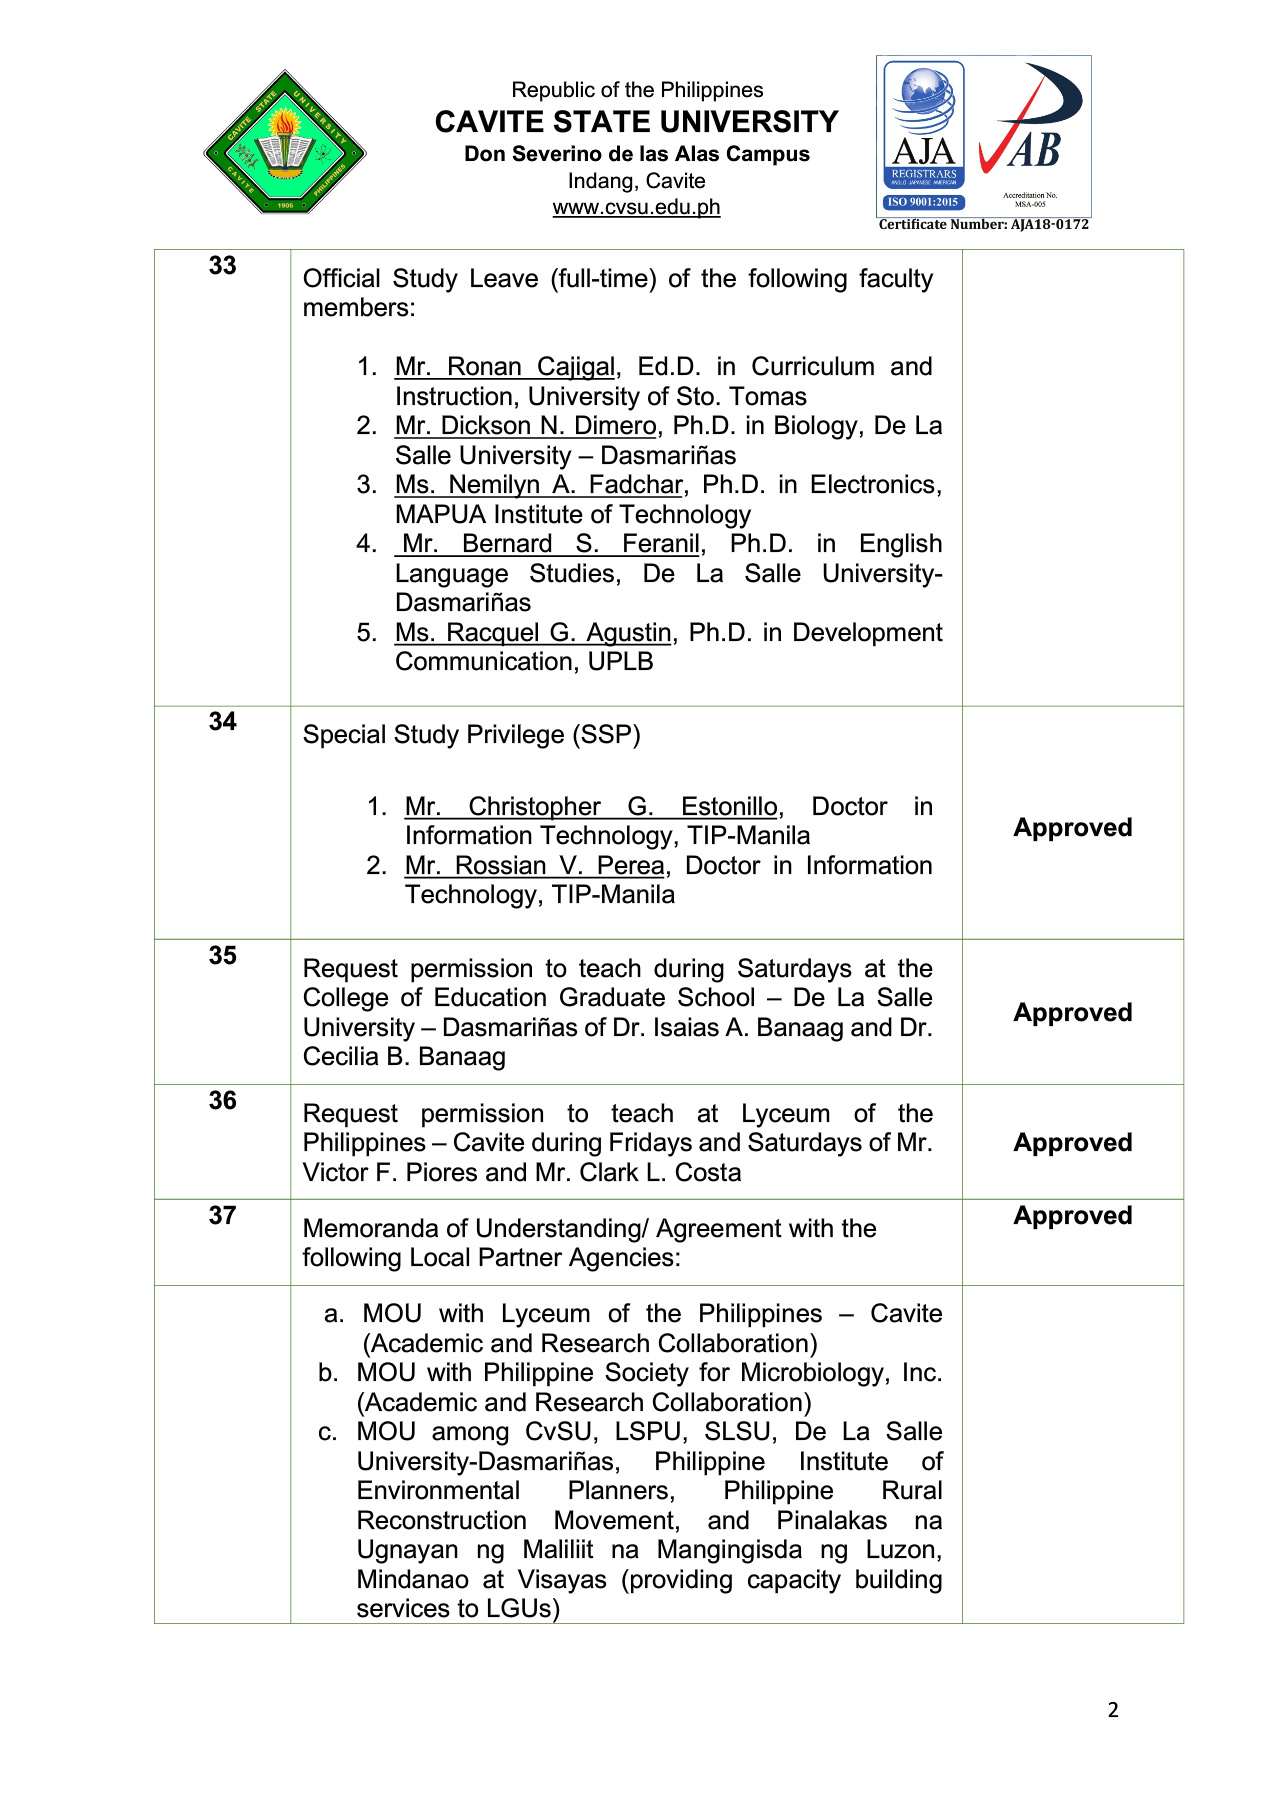 Republic of the Philippines
CAVITE STATE UNIVERSITY
Don Severino de las Alas Campus
Indang, Cavite
www.cvsu.edu.ph
CAVITE STATE UNIVERSITY
CAVITE
PHILIPPINES
1906
AJA
REGISTRARS
ANGLO JAPANESE AMERICAN
ISO 9001:2015
PAB
Accreditation No.
MSA-005
Certificate Number: AJA18-0172
33
Official Study Leave (full-time) of the following faculty
members:
1. Mr. Ronan Cajigal, Ed.D. in Curriculum and
Instruction, University of Sto. Tomas
2. Mr. Dickson N. Dimero, Ph.D. in Biology, De La
Salle University – Dasmariñas
3. Ms. Nemilyn A. Fadchar, Ph.D. in Electronics,
MAPUA Institute of Technology
4. Mr. Bernard S. Feranil, Ph.D. in English
Language Studies, De La Salle University-
Dasmariñas
5. Ms. Racquel G. Agustin, Ph.D. in Development
Communication, UPLB
34
Special Study Privilege (SSP)
1. Mr. Christopher G. Estonillo, Doctor in
Information Technology, TIP-Manila
2. Mr. Rossian V. Perea, Doctor in Information
Technology, TIP-Manila
Approved
35
Request permission to teach during Saturdays at the
College of Education Graduate School – De La Salle
University – Dasmariñas of Dr. Isaias A. Banaag and Dr.
Cecilia B. Banaag
Approved
36
Request permission to teach at Lyceum of the
Philippines – Cavite during Fridays and Saturdays of Mr.
Victor F. Piores and Mr. Clark L. Costa
Approved
37
Memoranda of Understanding/ Agreement with the
following Local Partner Agencies:
Approved
a. MOU with Lyceum of the Philippines – Cavite
(Academic and Research Collaboration)
b. MOU with Philippine Society for Microbiology, Inc.
(Academic and Research Collaboration)
c. MOU among CvSU, LSPU, SLSU, De La Salle
University-Dasmariñas, Philippine Institute of
Environmental Planners, Philippine Rural
Reconstruction Movement, and Pinalakas na
Ugnayan ng Maliliit na Mangingisda ng Luzon,
Mindanao at Visayas (providing capacity building
services to LGUs)
2